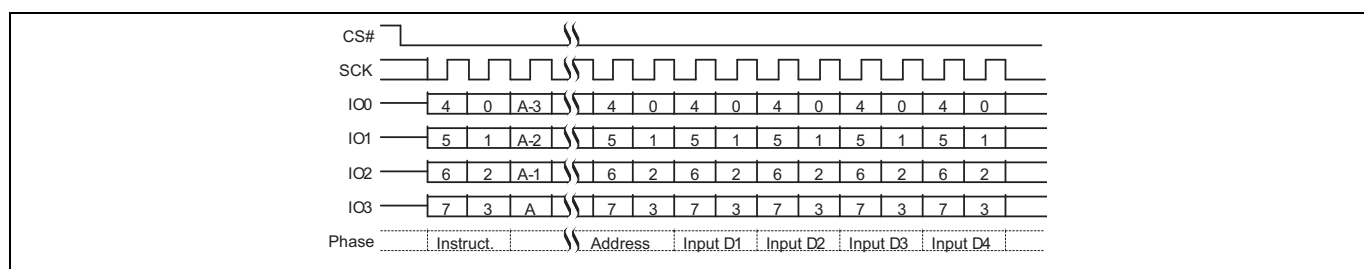 CS#
SCK
IO0 4 0 A-3 4 0 4 0 4 0 4 0 4 0
IO1 5 1 A-2 5 1 5 1 5 1 5 1 5 1
IO2 6 2 A-1 6 2 6 2 6 2 6 2 6 2
IO3 7 3 A 7 3 7 3 7 3 7 3 7 3
Phase Instruct. Address Input D1 Input D2 Input D3 Input D4